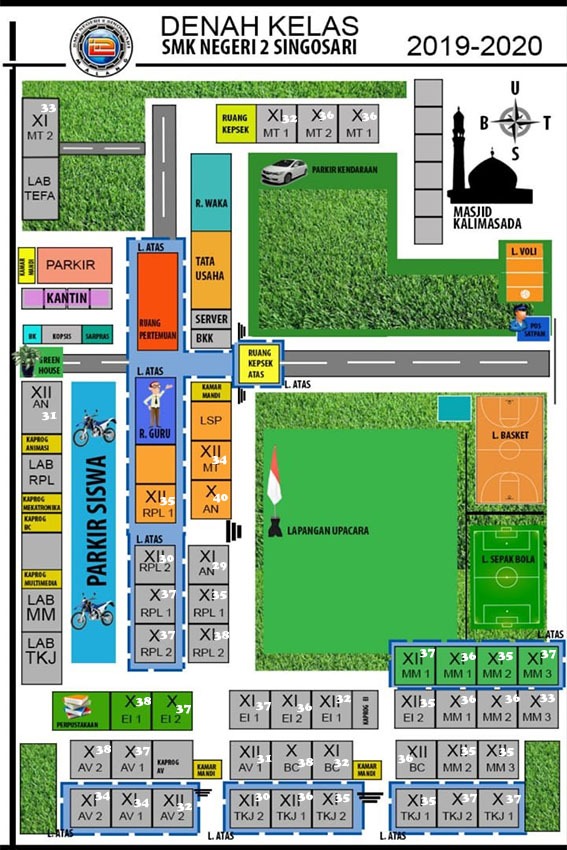 DENAH KELAS
SMK NEGERI 2 SINGOSARI
2019-2020
SMK NEGERI 2 SINGOSARI
MALANG
33
XI
MT 2
LAB
TEFA
RUANG
KEPSEK
XI 32
MT 1
X 36
MT 2
X 36
MT 1
U
B T
S
MASJID
KALIMASADA
PARKIR KENDARAAN
R. WAKA
L. ATAS
RUANG
PERTEMUAN
TATA
USAHA
SERVER
BKK
L. VOLI
POS
SATPAM
KAMAR
MANDI
PARKIR
KANTIN
BK
KOPSIS
SARPRAS
GREEN
HOUSE
RUANG
KEPSEK
ATAS
L. ATAS
L. ATAS
R. GURU
XII 35
RPL 1
KAMAR
MANDI
LSP
XII
MT 34
X 40
AN
XII
AN
31
KAPROG
ANIMASI
LAB
RPL
KAPROG
MEKATRONIKA
KAPROG
BC
KAPROG
MULTIMEDIA
LAB
MM
LAB
TKJ
PARKIR SISWA
L. ATAS
XII 30
RPL 2
X 37
RPL 1
X 37
RPL 2
XI 29
AN
XI 35
RPL 1
XI 38
RPL 2
LAPANGAN UPACARA
L. BASKET
L. SEPAK BOLA
L. ATAS
XII 37
MM 1
XI 36
MM 1
XI 35
MM 2
XI 37
MM 3
XII 35
EI 2
X 36
MM 1
X 35
MM 2
X 33
MM 3
PERPUSTAKAAN
X 38
EI 1
X 37
EI 2
XI 37
EI 1
XI 36
EI 2
XII 32
EI 1
KAPROG EI
X 38
AV 2
X 37
AV 1
KAPROG
AV
KAMAR
MANDI
XII 31
AV 1
X 38
BC
XI 32
BC
KAMAR
MANDI
36
XII
BC
XII 35
MM 2
XII 35
MM 3
XI 34
AV 2
XI 34
AV 1
XII 32
AV 2
XII 30
TKJ 2
XII 36
TKJ 1
XI 35
TKJ 2
XI 35
TKJ 1
X 37
TKJ 2
X 37
TKJ 1
L. ATAS
L. ATAS
L. ATAS